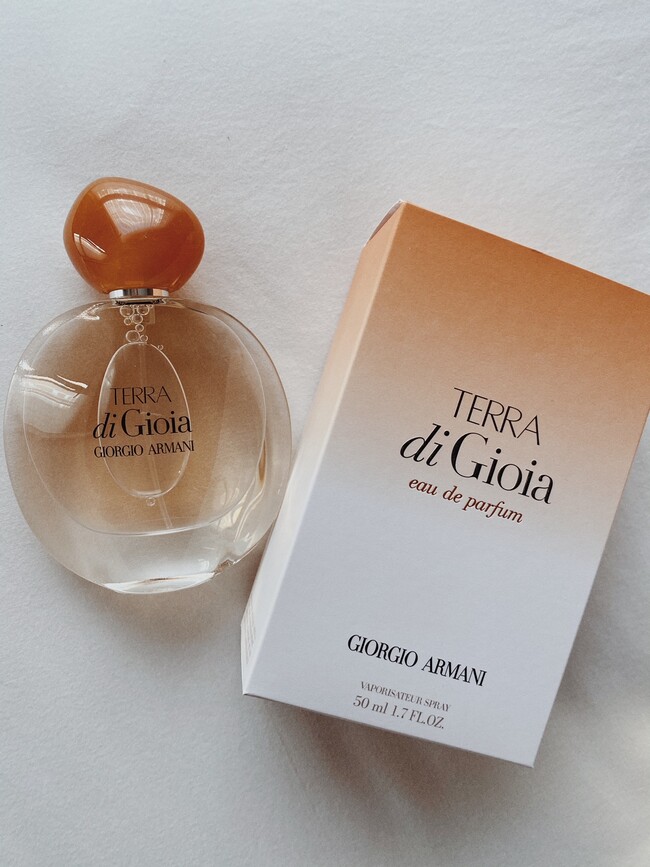 TERRA
di Gioia
GIORGIO ARMANI
TERRA
di Gioia
eau de parfum
GIORGIO ARMANI
VAPORISATEUR SPRAY
50 ml 1.7 FL.OZ.